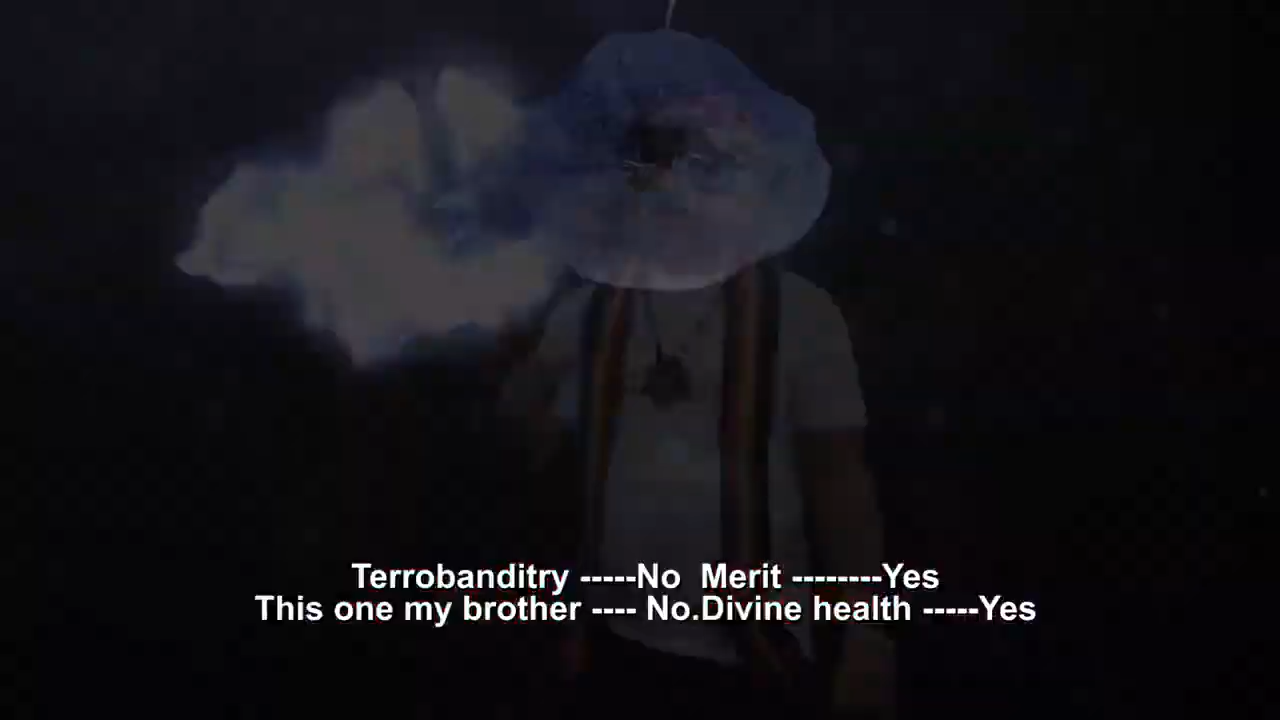 Terrobanditry -----No  Merit --------Yes
This one my brother ---- No.Divine health -----Yes